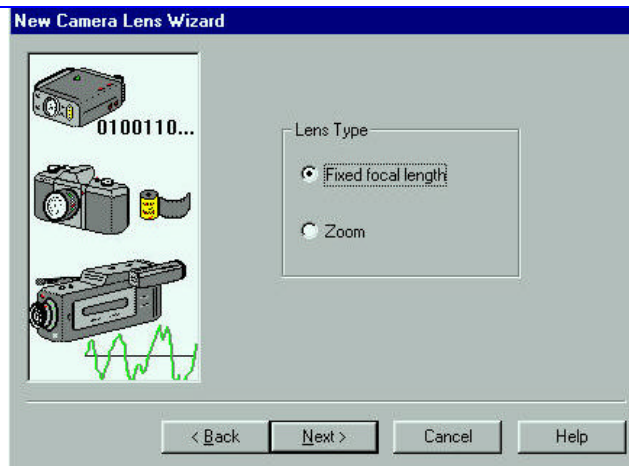 New Camera Lens Wizard
0100110...
Lens Type
Fixed focal length
Zoom
< Back
Next >
Cancel
Help